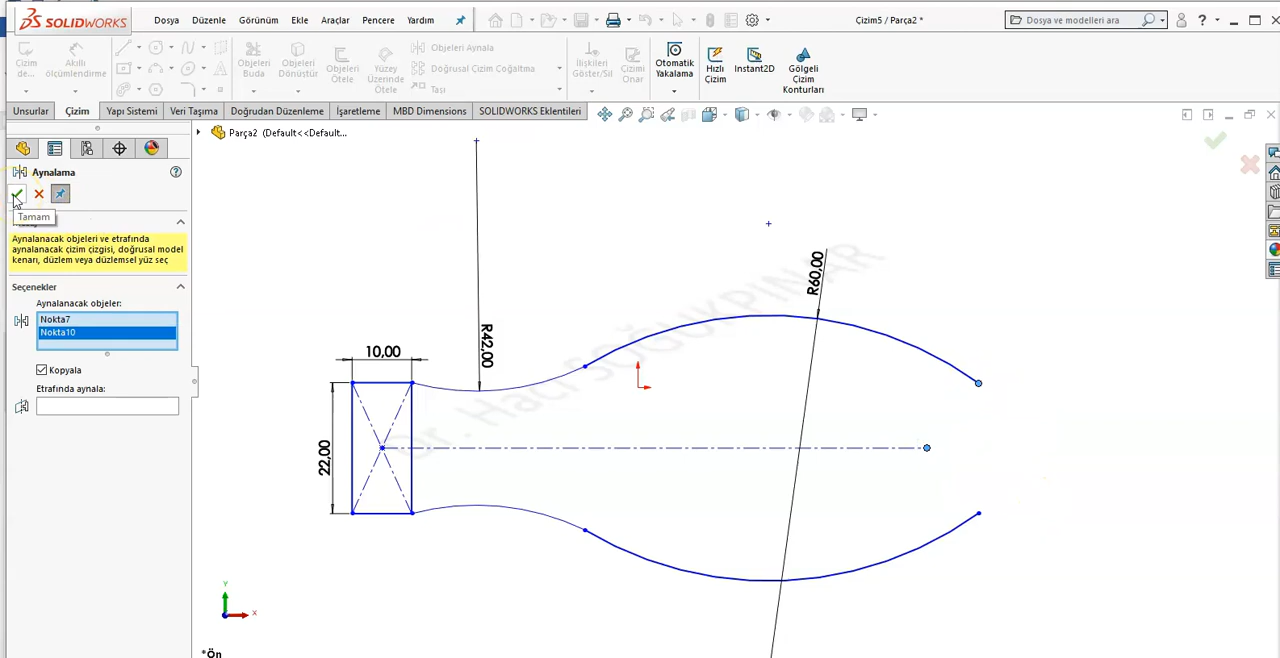 SOLIDWORKS
Dosya Düzenle Görünüm Ekle Araçlar Pencere Yardım
Çizim5 / Parça2 *
Dosya ve modelleri ara
Çizim de...
Akıllı ölçümlendirme
Objeleri Buda
Objeleri Dönüştür
Objeleri Ötele
Yüzey Üzerinde Ötele
Objeleri Aynala
Doğrusal Çizim Çoğaltma
Taşı
İlişkileri Göster/Sil
Çizimi Onar
Otomatik Yakalama
Hızlı Çizim
Instant2D
Gölgeli Çizim Konturları
Unsurlar Çizim Yapı Sistemi Veri Taşıma Doğrudan Düzenleme İşaretleme MBD Dimensions SOLIDWORKS Eklentileri
Parça2 (Default<<Default...
Aynalama
Tamam
Aynalanacak objeleri ve etrafında
aynalanacak çizim çizgisi, doğrusal model
kenarı, düzlem veya düzlemsel yüz seç
Seçenekler
Aynalanacak objeler:
Nokta7
Nokta10
Kopyala
Etrafında aynala:
R42,00
R60,00
10,00
22,00
Dr. Hacı SOĞUKPINAR
Y
X
*Ön